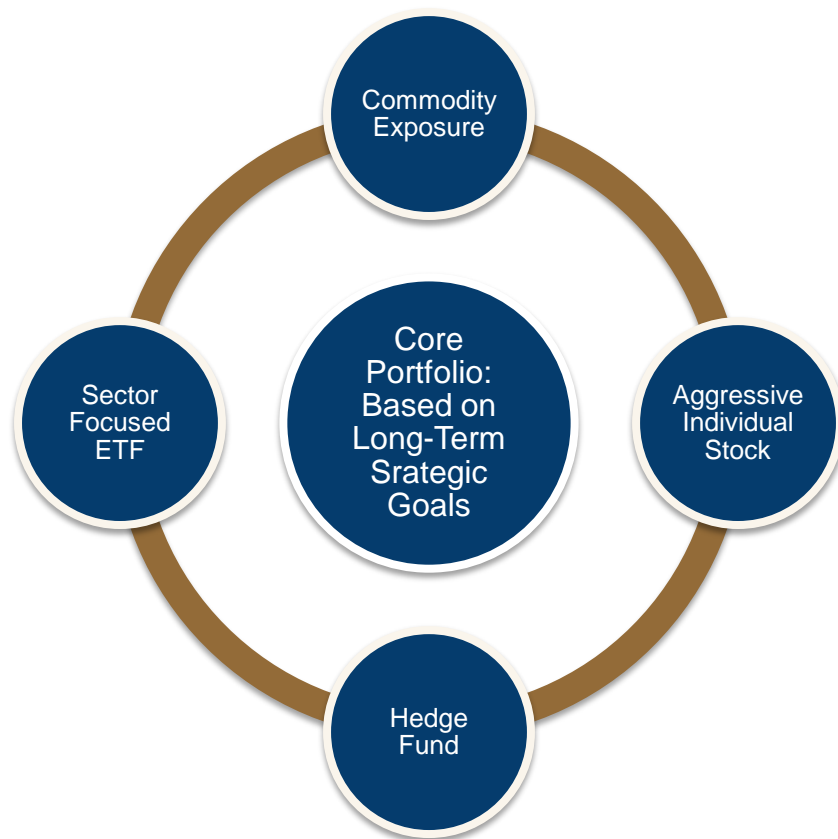 Commodity
Exposure
Sector
Focused
ETF
Core
Portfolio:
Based on
Long-Term
Srategic
Goals
Aggressive
Individual
Stock
Hedge
Fund